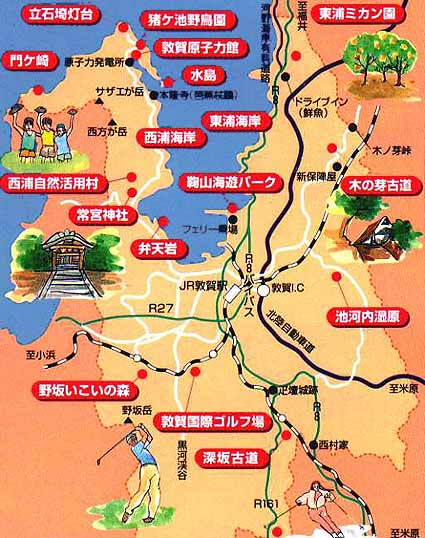 立石埼灯台
猪ケ池野鳥園
東浦ミカン園
至福井
敦賀原子力館
河野海岸有料道路
門ケ崎
原子力発電所
水島
R8
サザエが岳
本隆寺(芭蕉杖蹟)
ドライブイン
(鮮魚)
西方が岳
西浦海岸
東浦海岸
木ノ芽峠
新保陣屋
西浦自然活用村
鞠山海遊パーク
木の芽古道
常宮神社
フェリー乗場
弁天岩
R8バイパス
JR敦賀駅
敦賀I.C
R27
池河内湿原
北陸自動車道
至小浜
野坂いこいの森
疋壇城跡
至米原
野坂岳
敦賀国際ゴルフ場
R8
黒河渓谷
深坂古道
西村家
R161
至米原